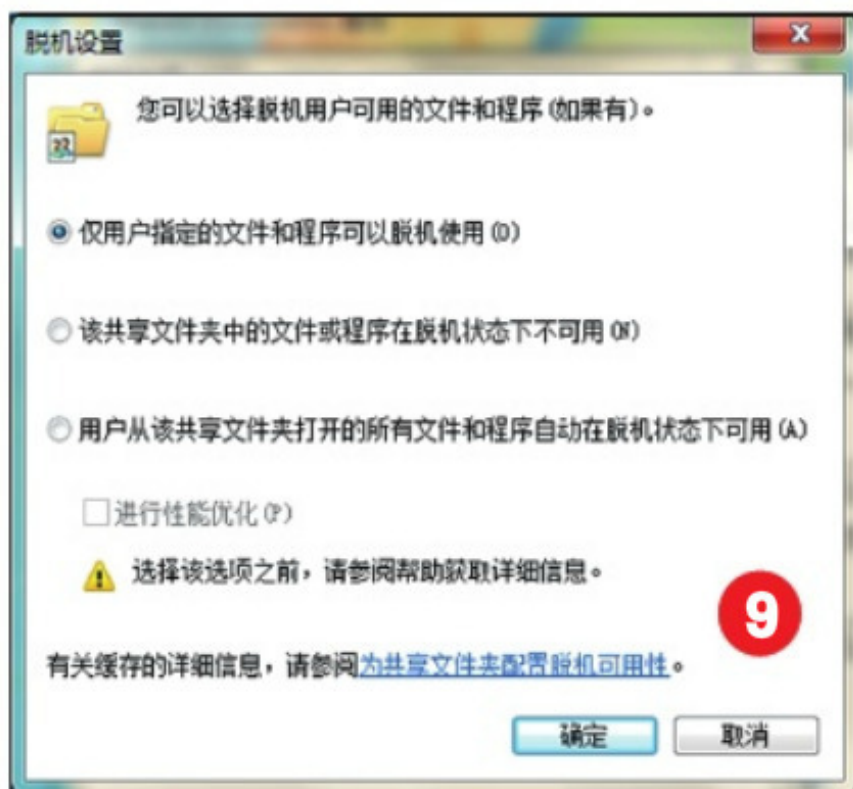 脱机设置
您可以选择脱机用户可用的文件和程序(如果有)。
仅用户指定的文件和程序可以脱机使用(O)
该共享文件夹中的文件或程序在脱机状态下不可用(N)
用户从该共享文件夹打开的所有文件和程序自动在脱机状态下可用(A)
进行性能优化(P)
选择该选项之前，请参阅帮助获取详细信息。
9
有关缓存的详细信息，请参阅为共享文件夹配置脱机可用性。
确定 取消